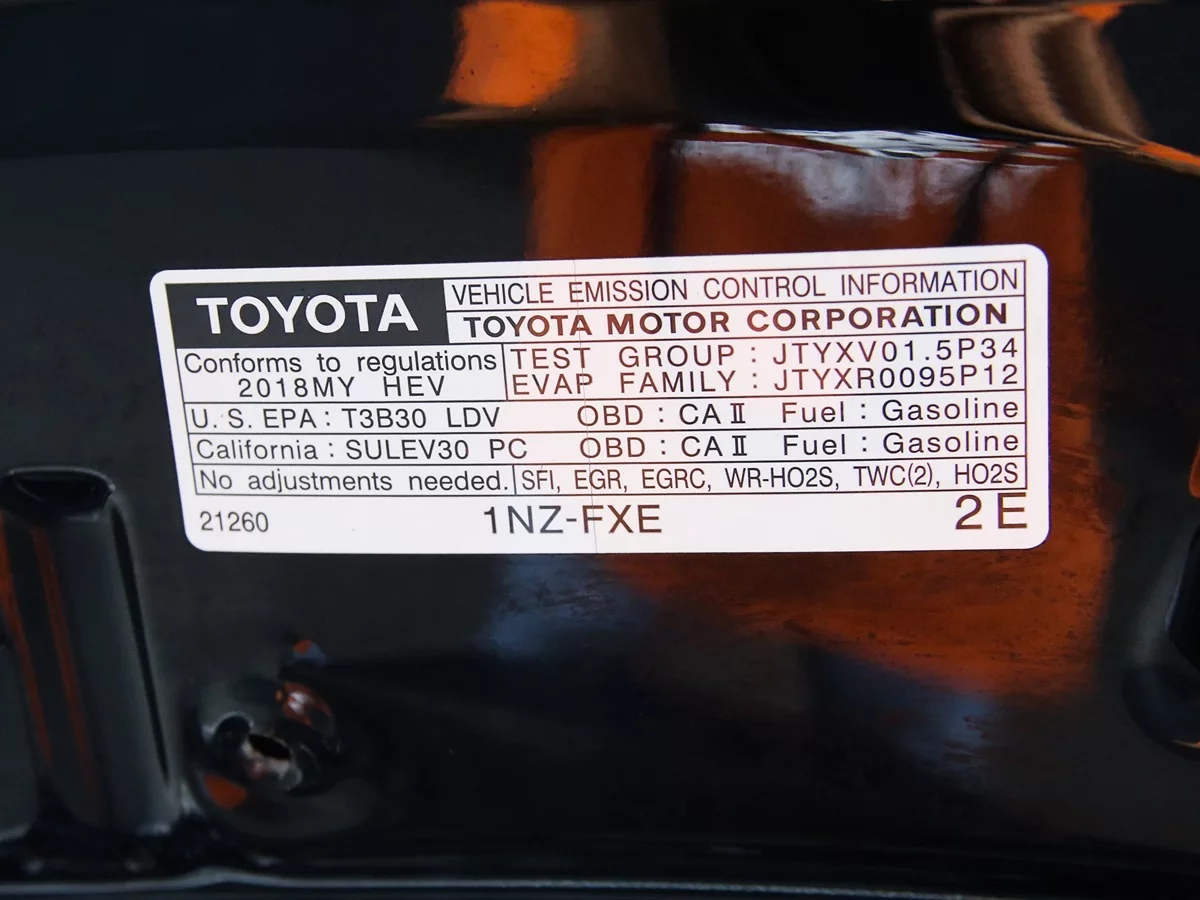 TOYOTA
VEHICLE EMISSION CONTROL INFORMATION
TOYOTA MOTOR CORPORATION
Conforms to regulations
2018MY HEV
TEST GROUP : JTYXV01.5P34
EVAP FAMILY : JTYXR0095P12
U.S. EPA : T3B30 LDV OBD : CA II Fuel : Gasoline
California : SULEV30 PC OBD : CA II Fuel : Gasoline
No adjustments needed. SFI, EGR, EGRC, WR-HO2S, TWC(2), HO2S
21260 1NZ-FXE 2E